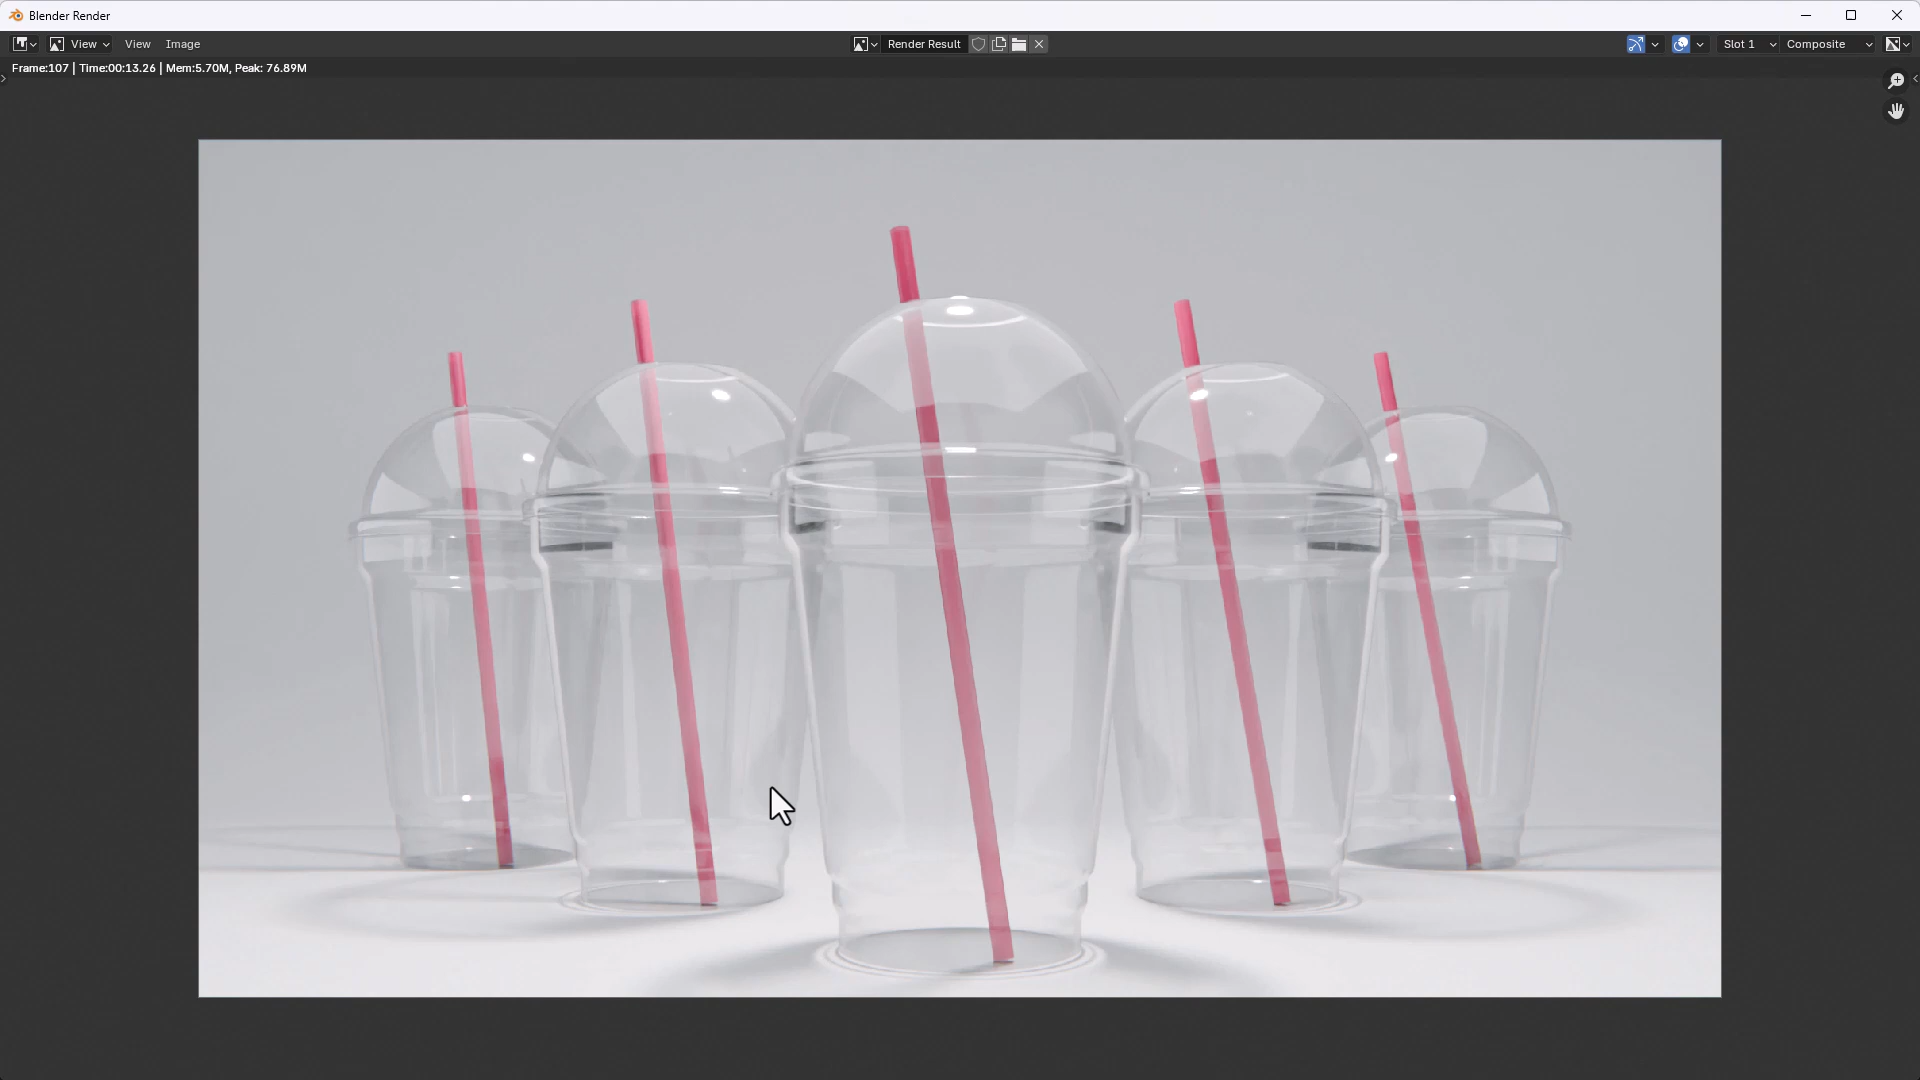 Blender Render
View View Image Render Result Slot 1 Composite
Frame:107 | Time:00:13.26 | Mem:5.70M, Peak: 76.89M